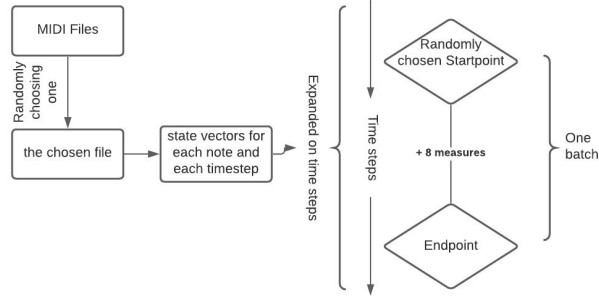 MIDI Files
Randomly
choosing
one
the chosen file
state vectors for
each note and
each timestep
Expanded on time steps
Time steps
Randomly
chosen Startpoint
+ 8 measures
Endpoint
One
batch